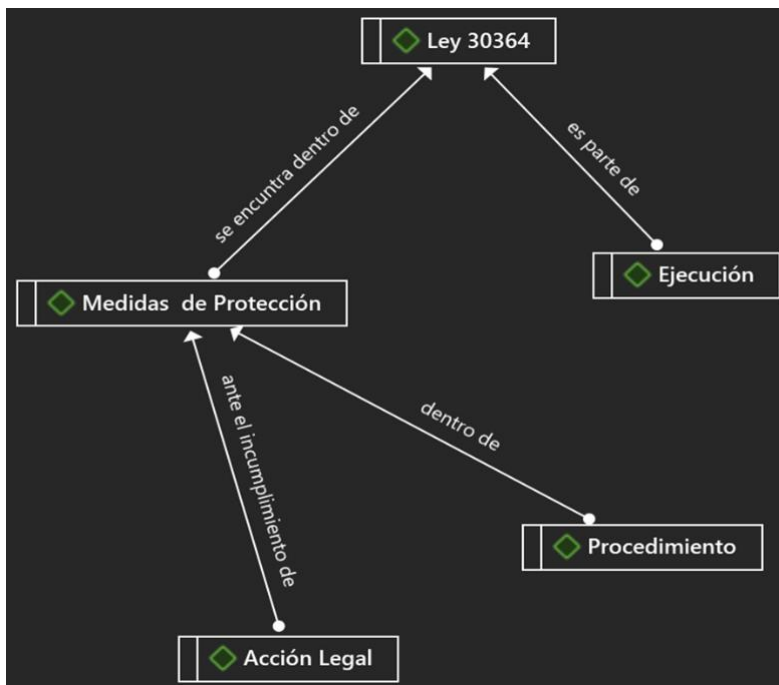 Ley 30364
se encuntra dentro de
es parte de
Ejecución
Medidas de Protección
ante el incumplimiento de
dentro de
Procedimiento
Acción Legal